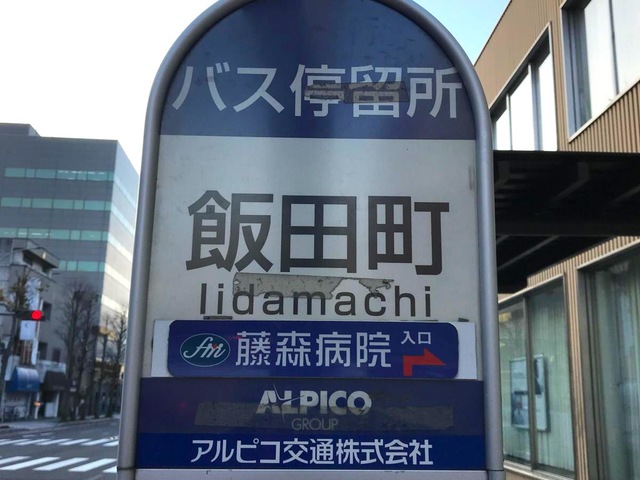 バス停留所
飯田町
Iidamachi
fm 藤森病院 入口
ALPICO
GROUP
アルピコ交通株式会社